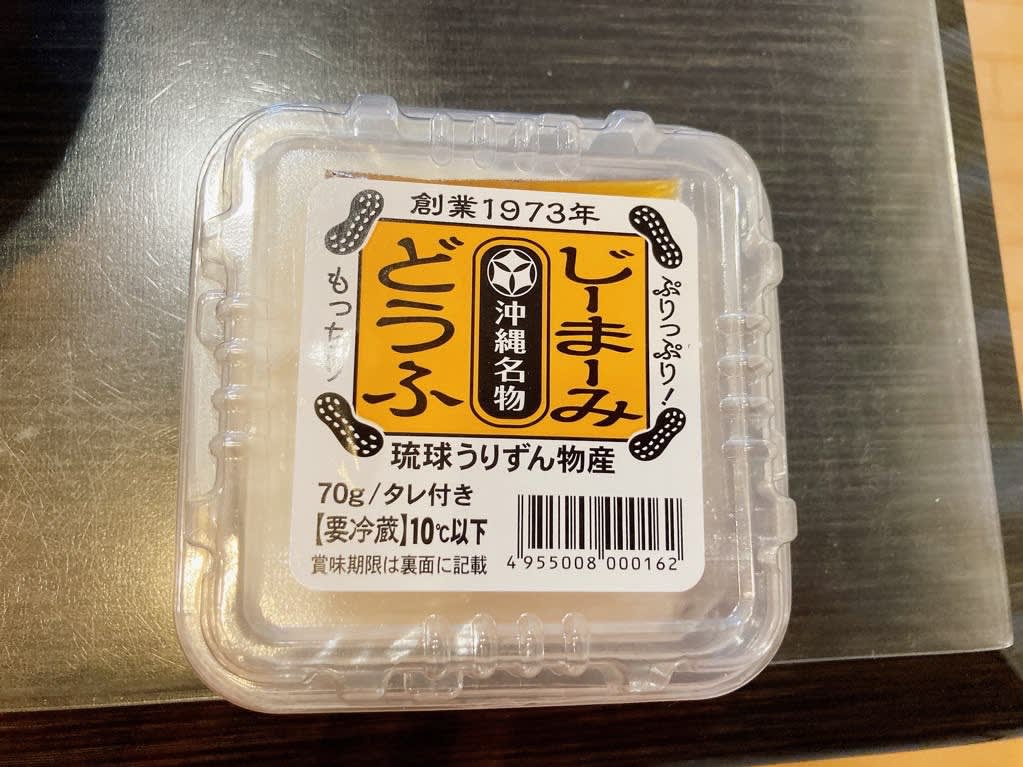 創業1973年
ぷりっぷり！
じーまーみ
沖縄名物
どうふ
もっちり
琉球うりずん物産
70g/タレ付き
【要冷蔵】10℃以下
賞味期限は裏面に記載
4955008000162